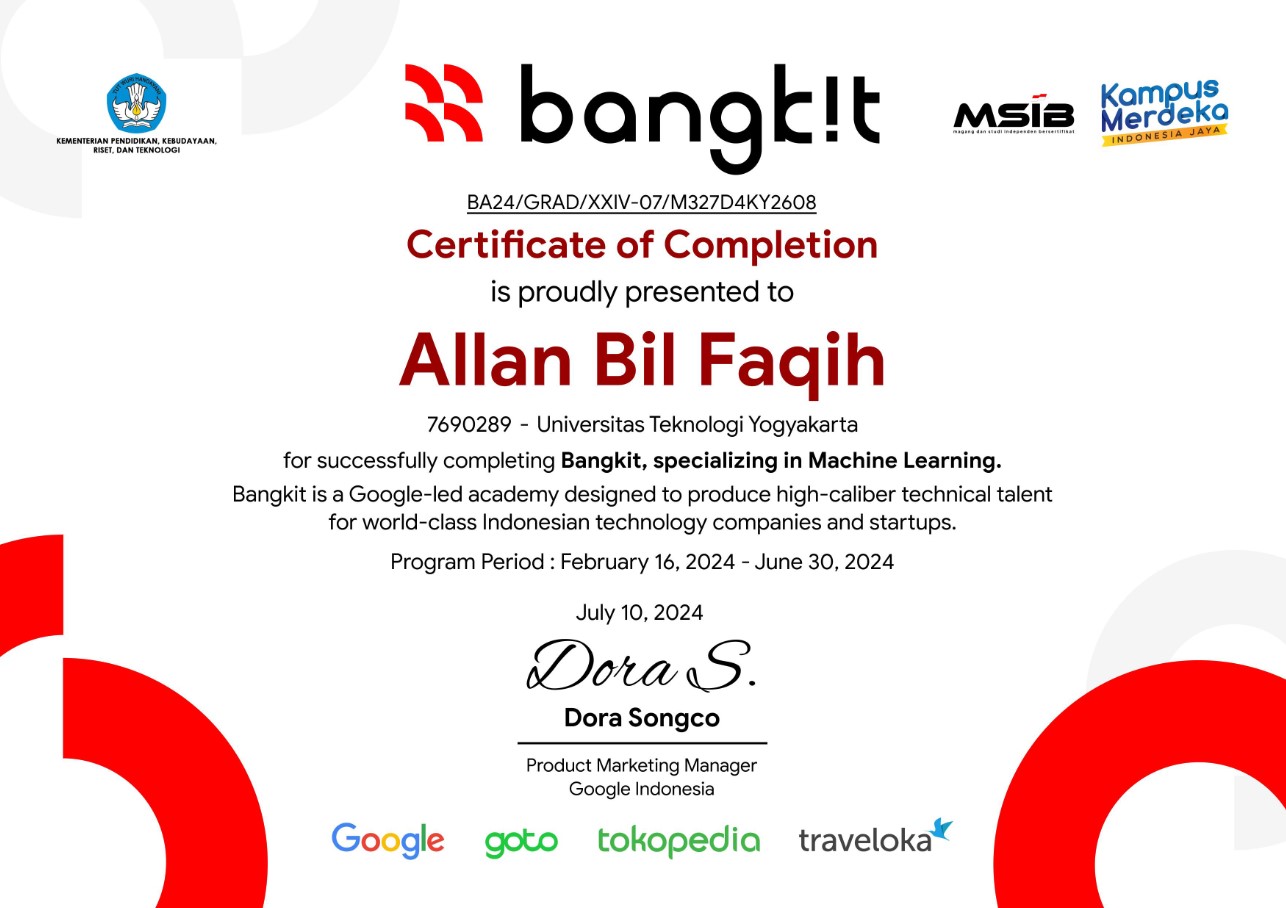 KEMENTERIAN PENDIDIKAN, KEBUDAYAAN,
RISET, DAN TEKNOLOGI
bangk!t
MSIB
magang dan studi independen bersertifikat
Kampus
Merdeka
INDONESIA JAYA
BA24/GRAD/XXIV-07/M327D4KY2608
Certificate of Completion
is proudly presented to
Allan Bil Faqih
7690289 - Universitas Teknologi Yogyakarta
for successfully completing Bangkit, specializing in Machine Learning.
Bangkit is a Google-led academy designed to produce high-caliber technical talent
for world-class Indonesian technology companies and startups.
Program Period : February 16, 2024 - June 30, 2024
July 10, 2024
Dora S.
Dora Songco
Product Marketing Manager
Google Indonesia
Google goto tokopedia traveloka